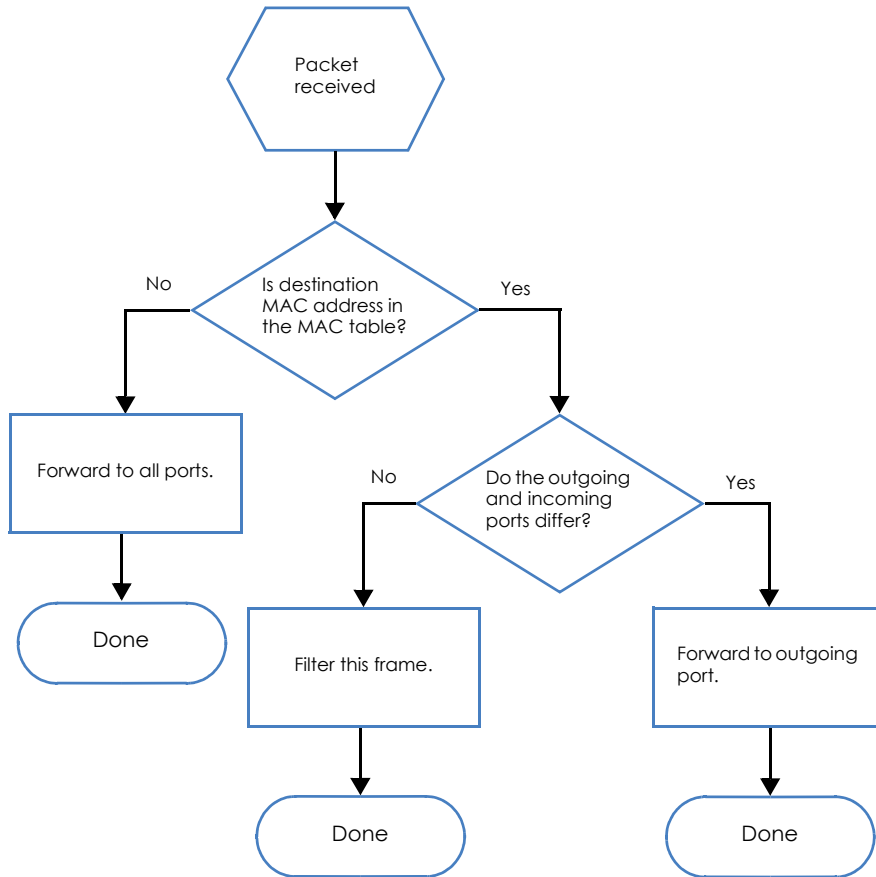 Packet
received
No
Is destination
MAC address in
the MAC table?
Yes
Forward to all ports.
No
Do the outgoing
and incoming
ports differ?
Yes
Done
Filter this frame.
Forward to outgoing
port.
Done
Done